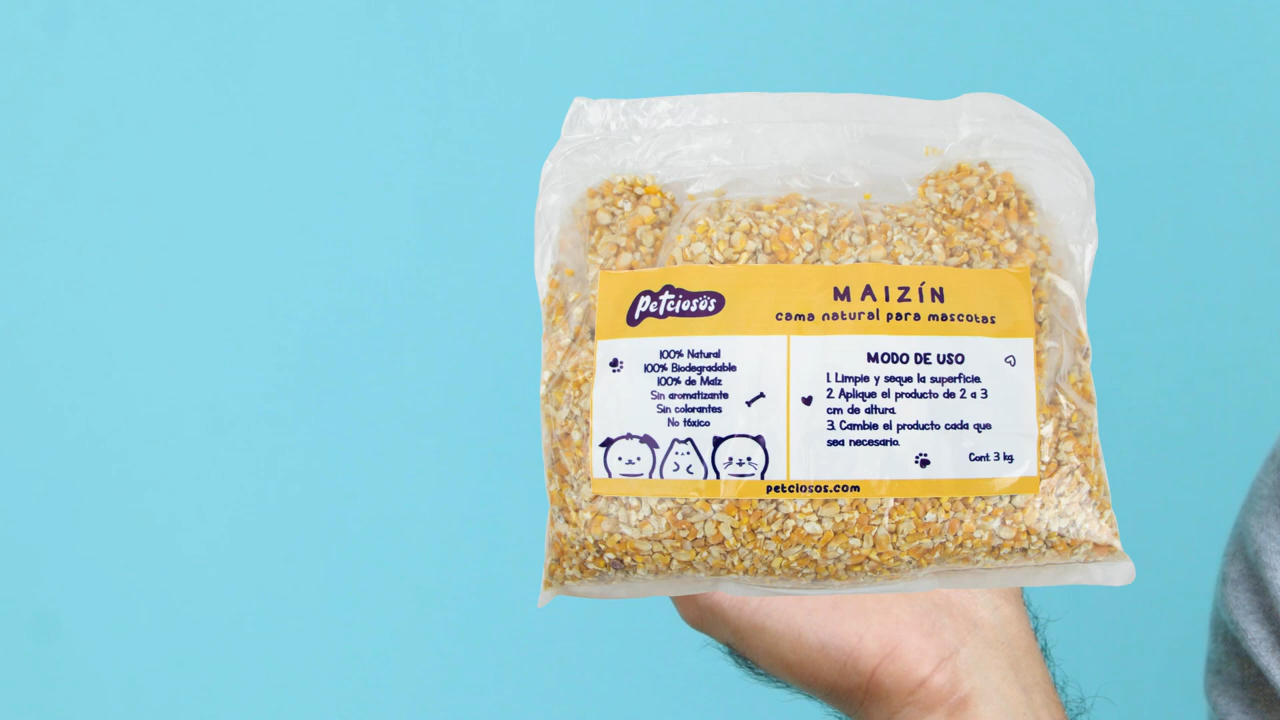 Petciosos
MAIZÍN
cama natural para mascotas
100% Natural
100% Biodegradable
100% de Maíz
Sin aromatizante
Sin colorantes
No tóxico
MODO DE USO
1. Limpie y seque la superficie.
2. Aplique el producto de 2 a 3
cm de altura.
3. Cambie el producto cada que
sea necesario.
Cont. 3 kg.
petciosos.com